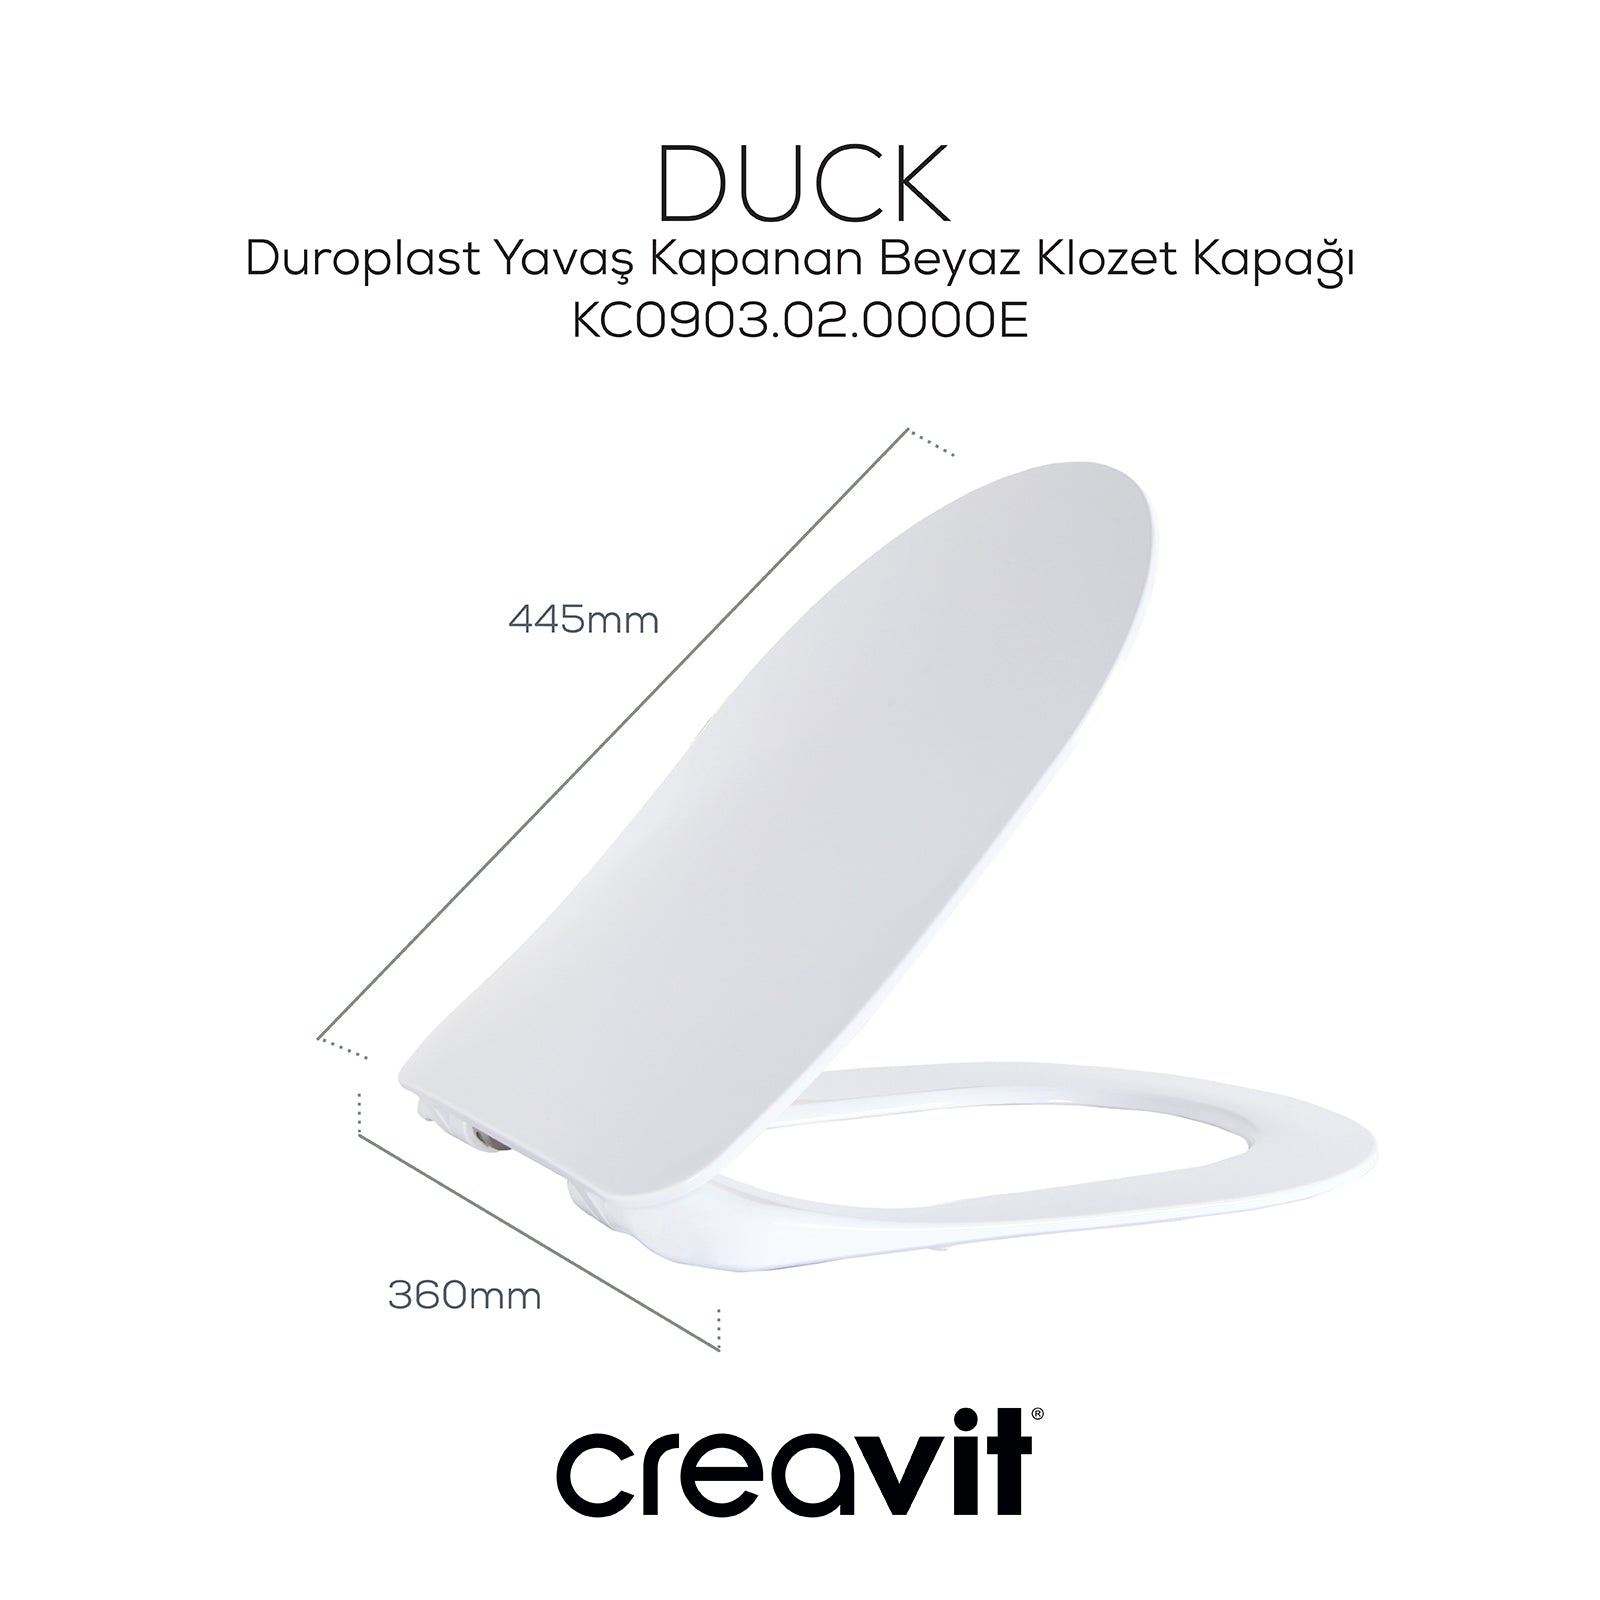 DUCK
Duroplast Yavaş Kapanan Beyaz Klozet Kapağı
KC0903.02.0000E
445mm
360mm
creavit®